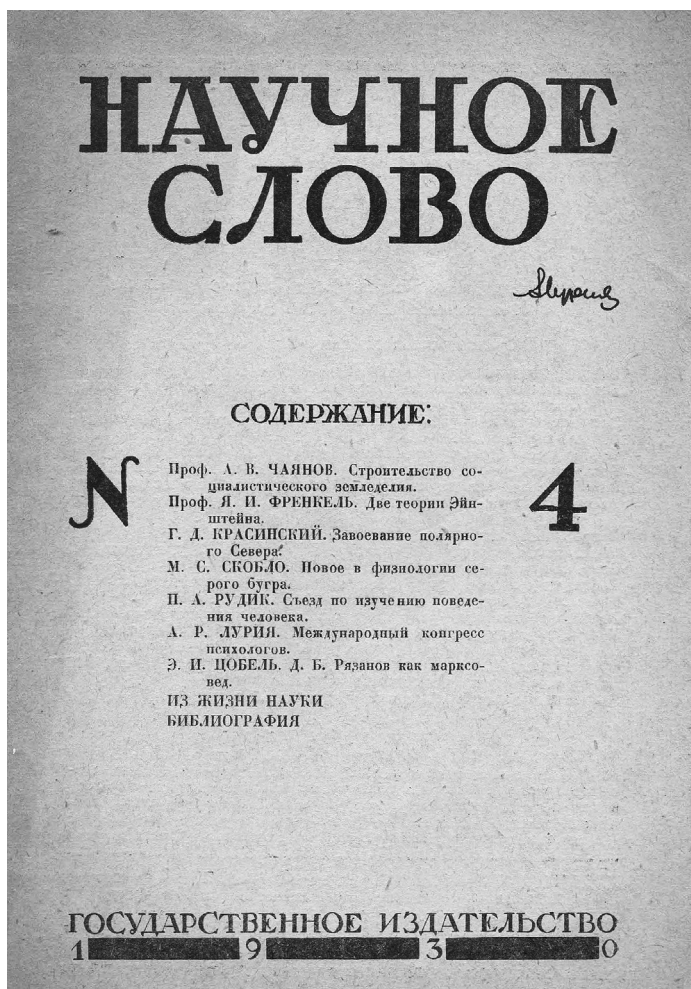 НАУЧНОЕ
СЛОВО
СОДЕРЖАНИЕ:
N 4
Проф. А. В. ЧАЯНОВ. Строительство со-
циалистического земледелия.
Проф. Я. И. ФРЕНКЕЛЬ. Две теории Эйн-
штейна.
Г. Д. КРАСИНСКИЙ. Завоевание полярно-
го Севера.
М. С. СКОБЛО. Новое в физиологии се-
рого бугра.
П. А. РУДИК. Съезд по изучению поведе-
ния человека.
А. Р. ЛУРИЯ. Международный конгресс
психологов.
Э. И. ЦОБЕЛЬ. Д. Б. Рязанов как марксо-
вед.
ИЗ ЖИЗНИ НАУКИ
БИБЛИОГРАФИЯ
ГОСУДАРСТВЕННОЕ ИЗДАТЕЛЬСТВО
1 9 3 0